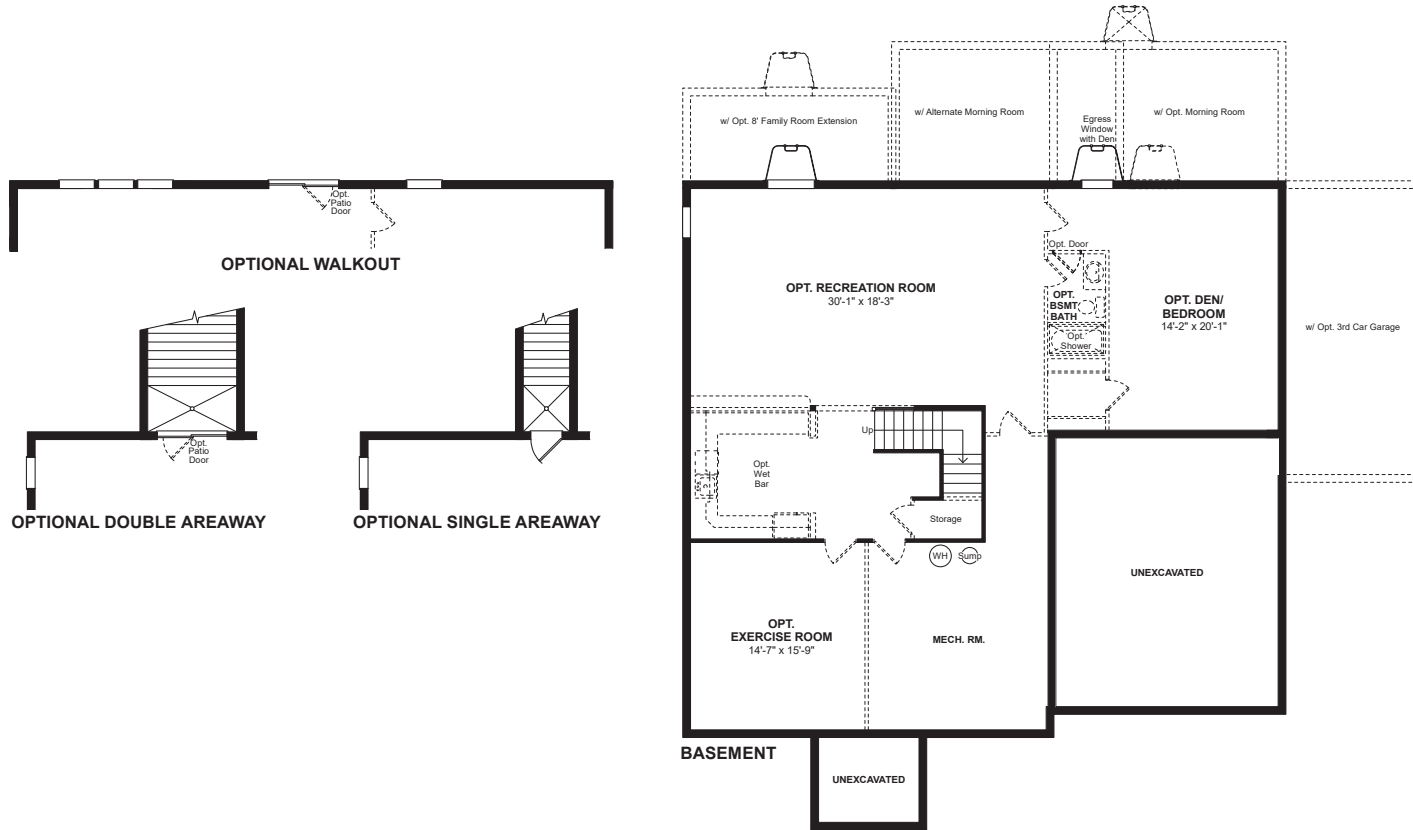 w/ Opt. 8' Family Room Extension
w/ Alternate Morning Room
Egress
Window
with Den
w/ Opt. Morning Room
Opt.
Patio
Door
OPTIONAL WALKOUT
Opt.
Patio
Door
OPTIONAL DOUBLE AREAWAY
OPTIONAL SINGLE AREAWAY
OPT. RECREATION ROOM
30'-1" x 18'-3"
Opt. Door
OPT.
BSMT
BATH
Opt.
Shower
OPT. DEN/
BEDROOM
14'-2" x 20'-1"
w/ Opt. 3rd Car Garage
Up
Opt.
Wet
Bar
Storage
WH
Sump
UNEXCAVATED
OPT.
EXERCISE ROOM
14'-7" x 15'-9"
MECH. RM.
BASEMENT
UNEXCAVATED